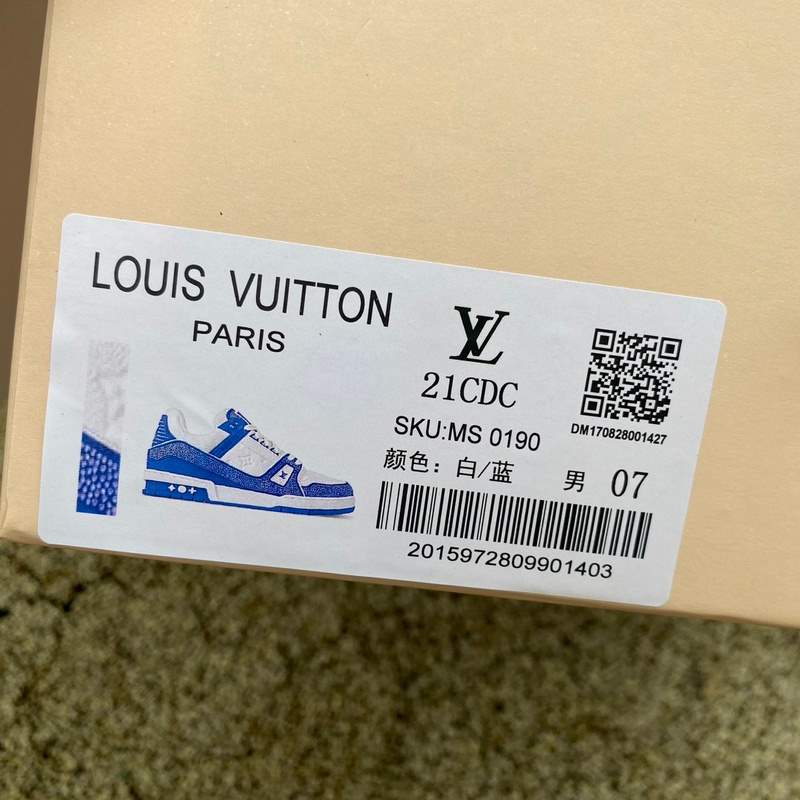 LOUIS VUITTON
PARIS
LV
21CDC
SKU:MS 0190
颜色：白/蓝
男 07
DM170828001427
2015972809901403